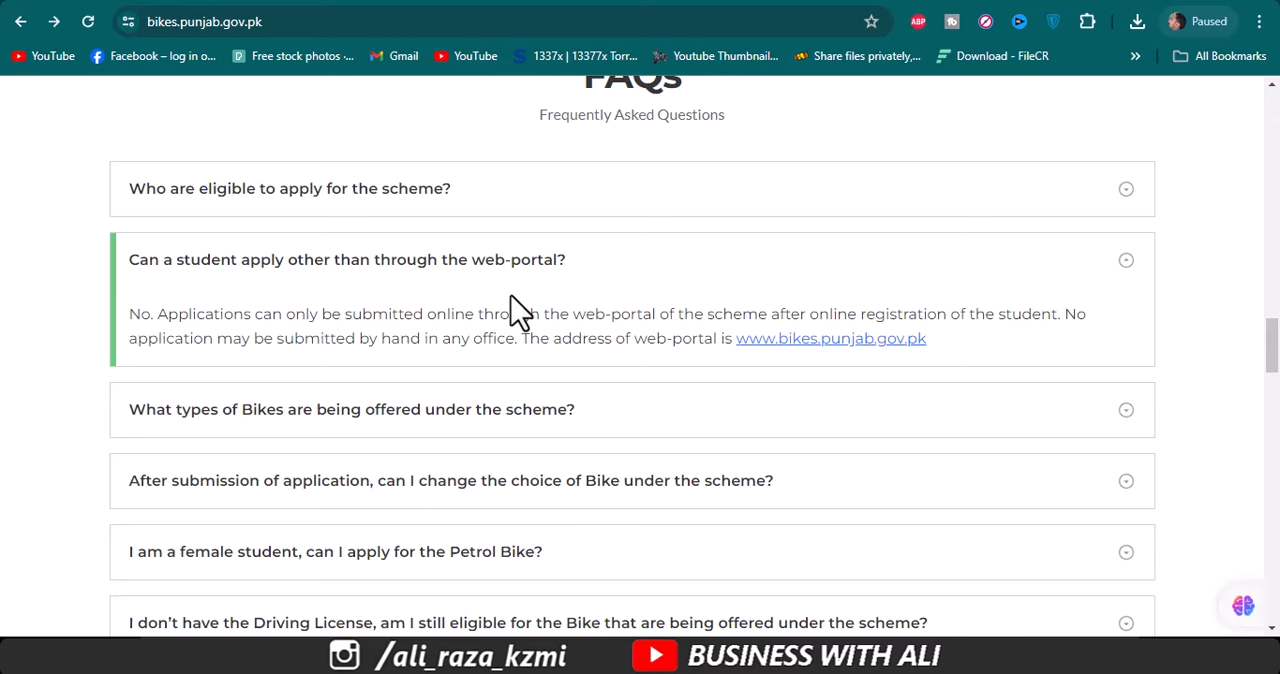 bikes.punjab.gov.pk
ABP
tb
Paused
YouTube
Facebook – log in o...
Free stock photos ·...
Gmail
YouTube
1337x | 13377x Torr...
Youtube Thumbnail...
Share files privately,...
Download - FileCR
»
All Bookmarks
FAQs
Frequently Asked Questions
Who are eligible to apply for the scheme?
Can a student apply other than through the web-portal?
No. Applications can only be submitted online through the web-portal of the scheme after online registration of the student. No
application may be submitted by hand in any office. The address of web-portal is www.bikes.punjab.gov.pk
What types of Bikes are being offered under the scheme?
After submission of application, can I change the choice of Bike under the scheme?
I am a female student, can I apply for the Petrol Bike?
I don’t have the Driving License, am I still eligible for the Bike that are being offered under the scheme?
/ali_raza_kzmi
BUSINESS WITH ALI